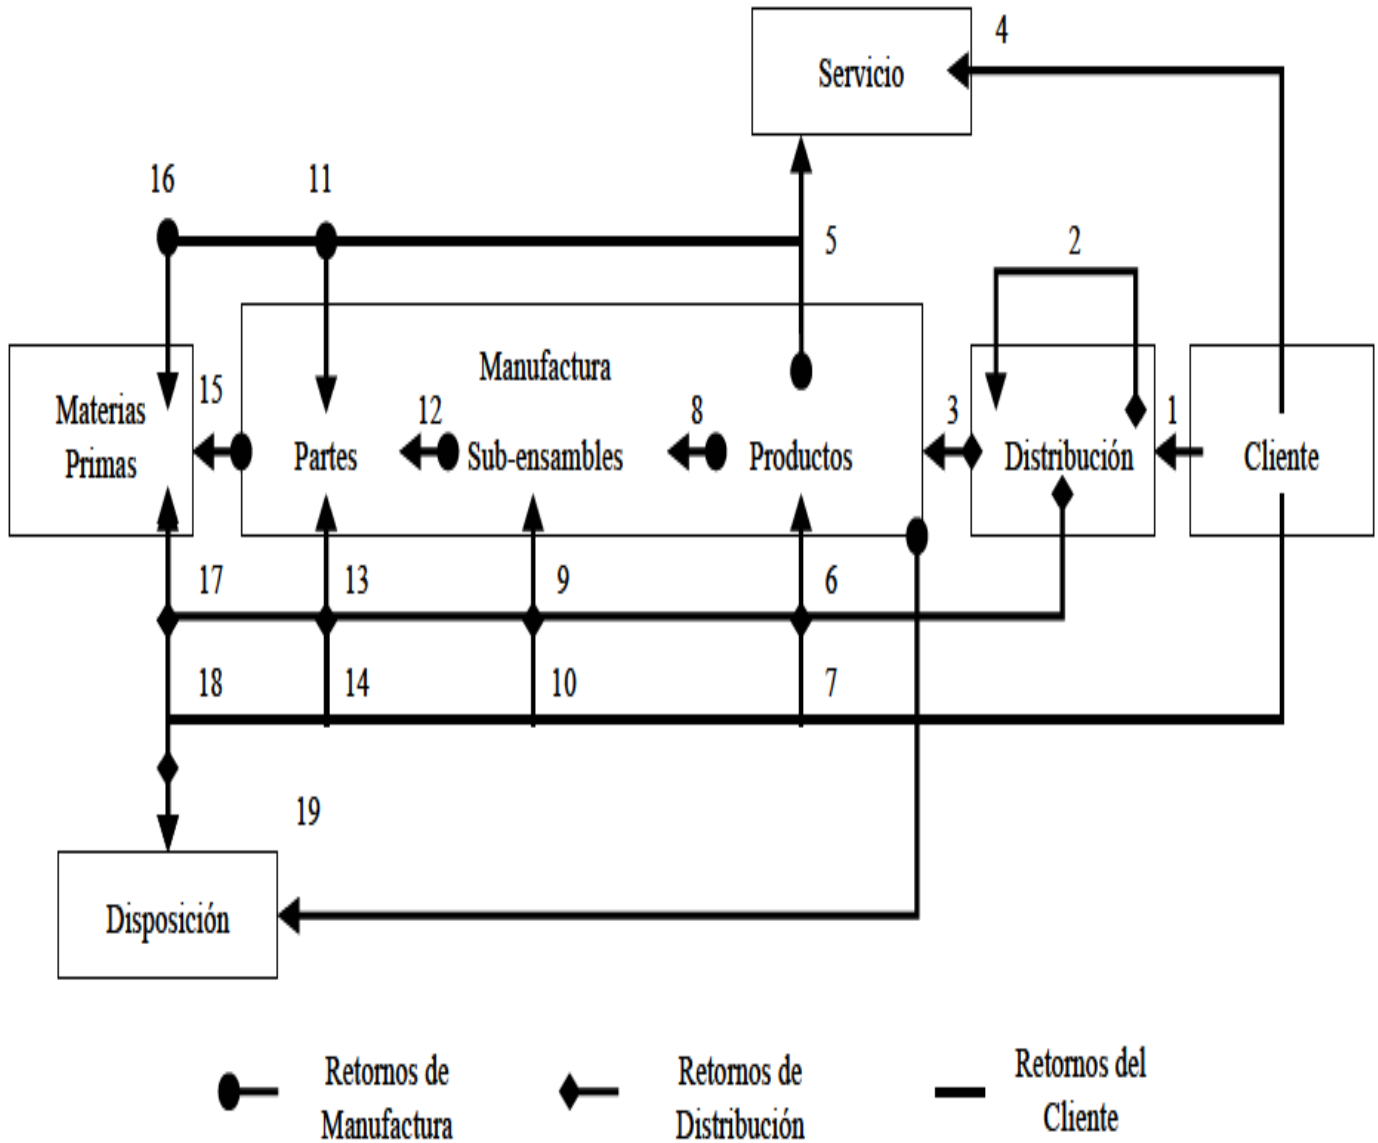 4
Servicio
16
11
5
2
Manufactura
Materias
Primas
15
Partes
12
Sub-ensambles
8
Productos
3
Distribución
1
Cliente
17
13
9
6
18
14
10
7
19
Disposición
Retornos de
Manufactura
Retornos de
Distribución
Retornos del
Cliente